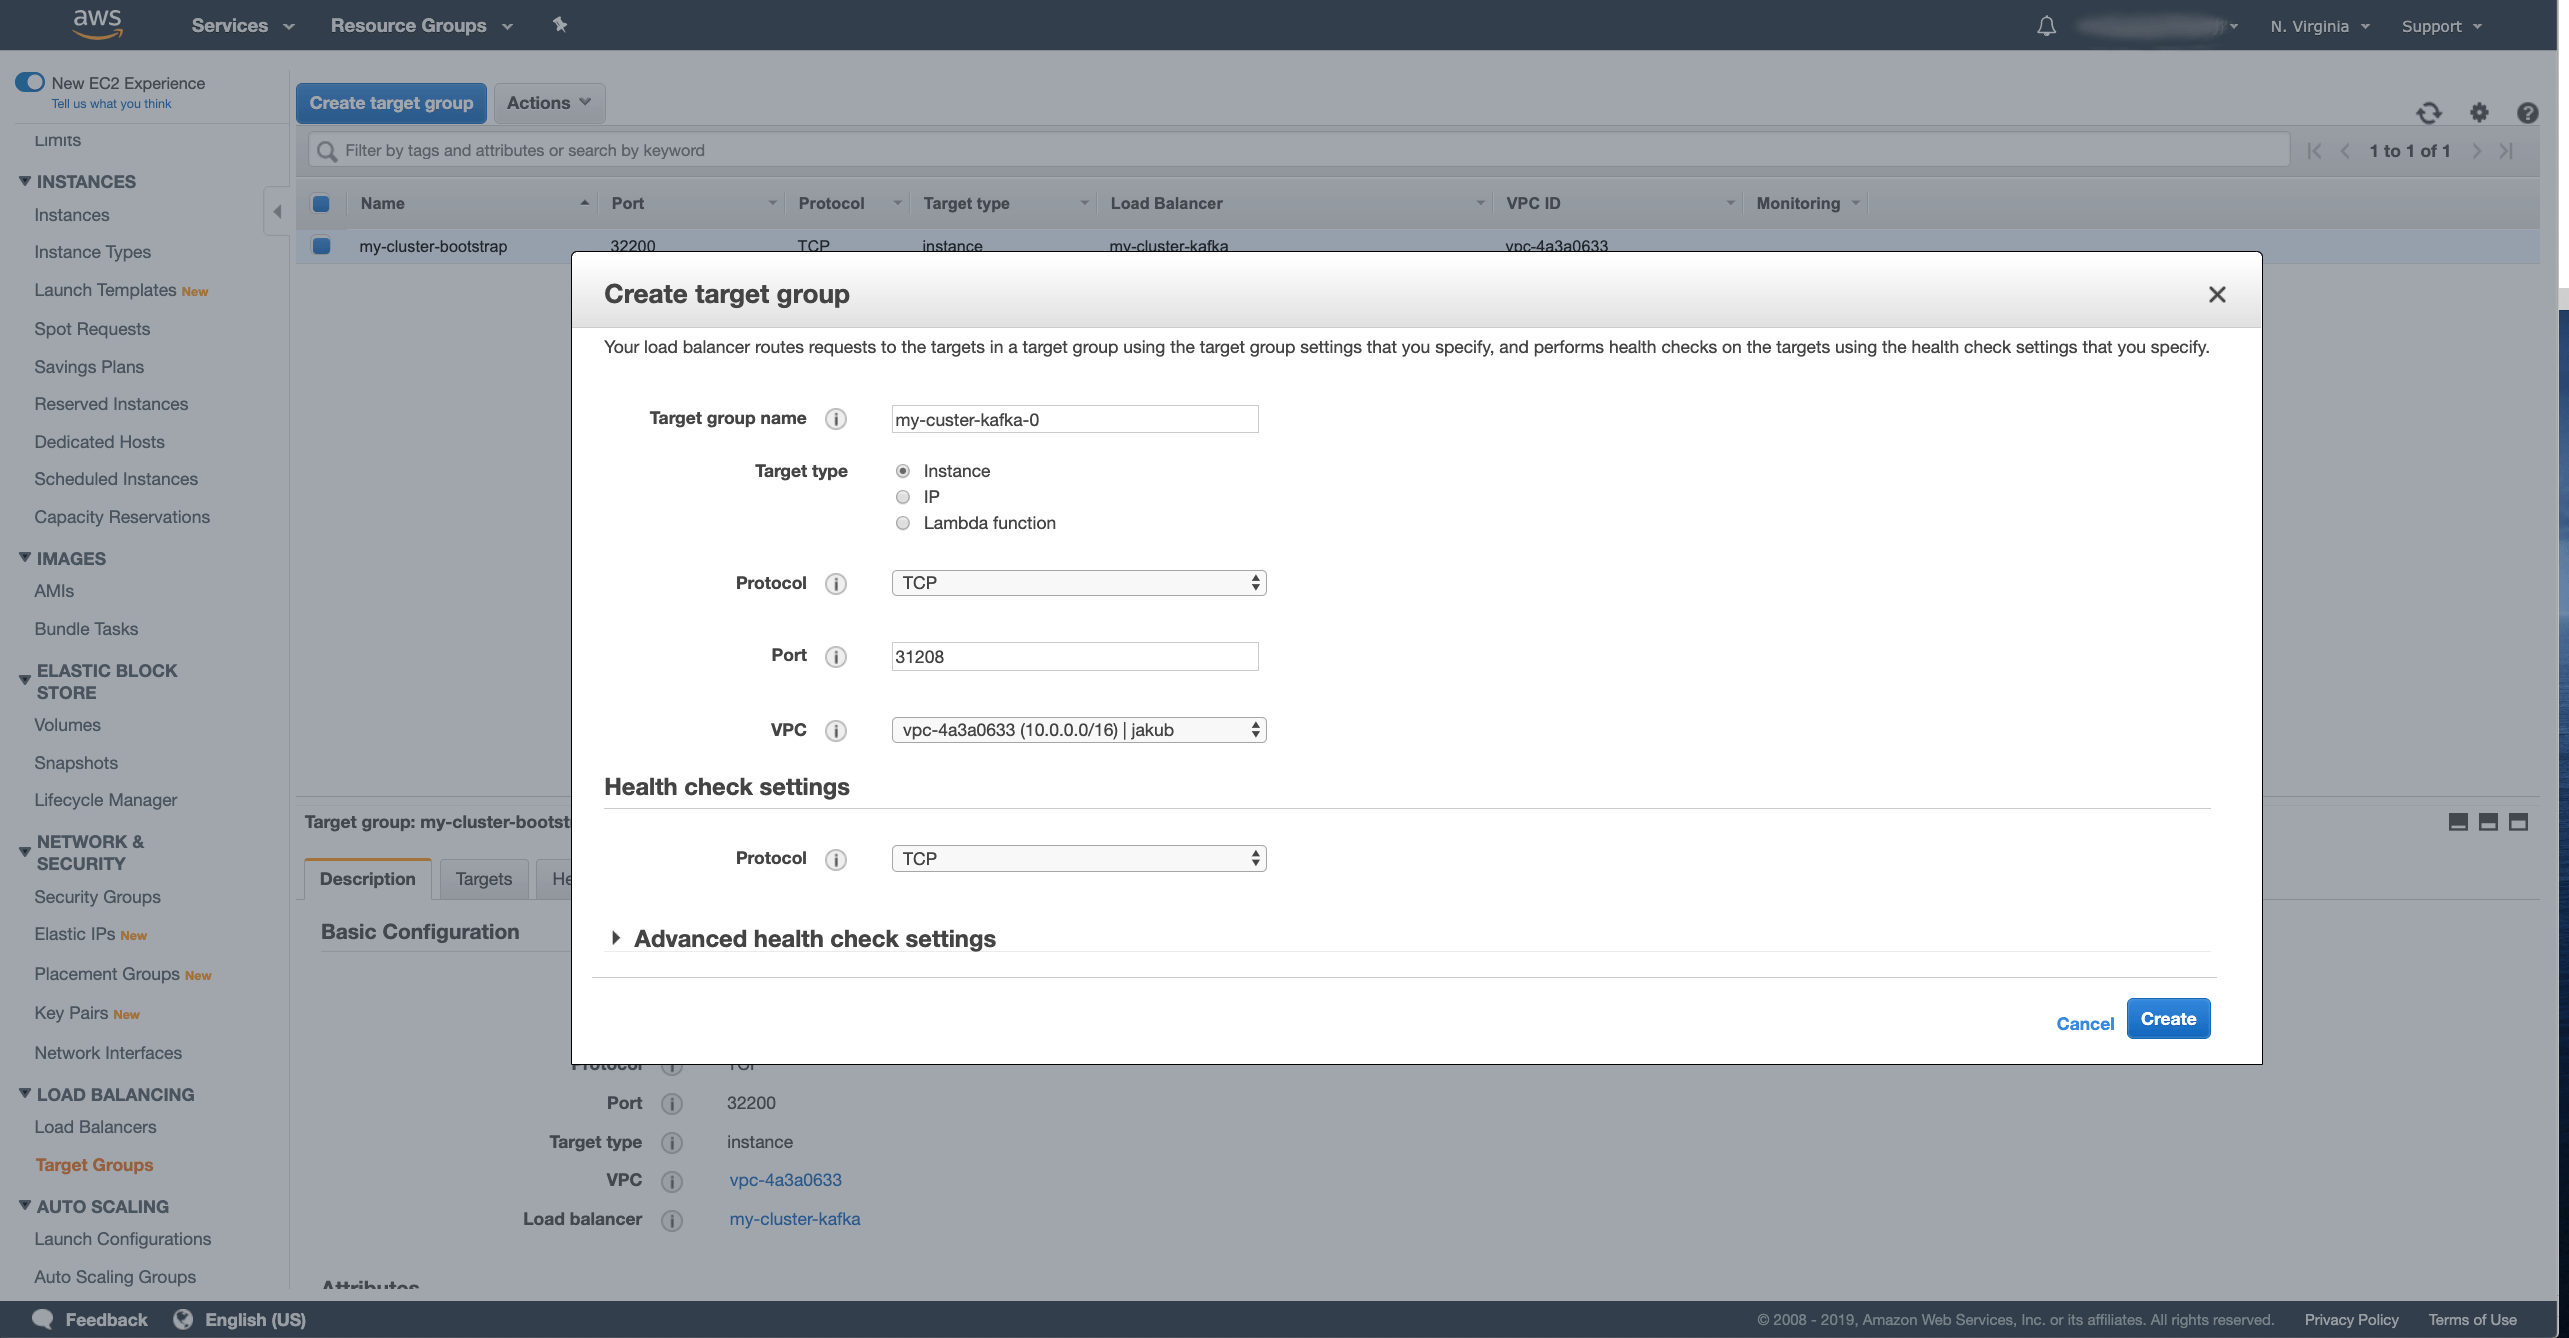 aws
Services
Resource Groups
N. Virginia
Support
New EC2 Experience
Tell us what you think
Limits
INSTANCES
Instances
Instance Types
Launch Templates New
Spot Requests
Savings Plans
Reserved Instances
Dedicated Hosts
Scheduled Instances
Capacity Reservations
IMAGES
AMIs
Bundle Tasks
ELASTIC BLOCK
STORE
Volumes
Snapshots
Lifecycle Manager
NETWORK &
SECURITY
Security Groups
Elastic IPs New
Placement Groups New
Key Pairs New
Network Interfaces
LOAD BALANCING
Load Balancers
Target Groups
AUTO SCALING
Launch Configurations
Auto Scaling Groups
Create target group
Actions
Filter by tags and attributes or search by keyword
1 to 1 of 1
Name Port Protocol Target type Load Balancer VPC ID Monitoring
my-cluster-bootstrap 32200 TCP instance my-cluster-kafka vpc-4a3a0633
Create target group
Your load balancer routes requests to the targets in a target group using the target group settings that you specify, and performs health checks on the targets using the health check settings that you specify.
Target group name my-custer-kafka-0
Target type Instance
IP
Lambda function
Protocol TCP
Port 31208
VPC vpc-4a3a0633 (10.0.0.0/16) | jakub
Health check settings
Protocol TCP
Advanced health check settings
Cancel Create
Target group: my-cluster-bootst
Description Targets He
Basic Configuration
Protocol TCP
Port 32200
Target type instance
VPC vpc-4a3a0633
Load balancer my-cluster-kafka
Attributes
Feedback English (US)
© 2008 - 2019, Amazon Web Services, Inc. or its affiliates. All rights reserved. Privacy Policy Terms of Use